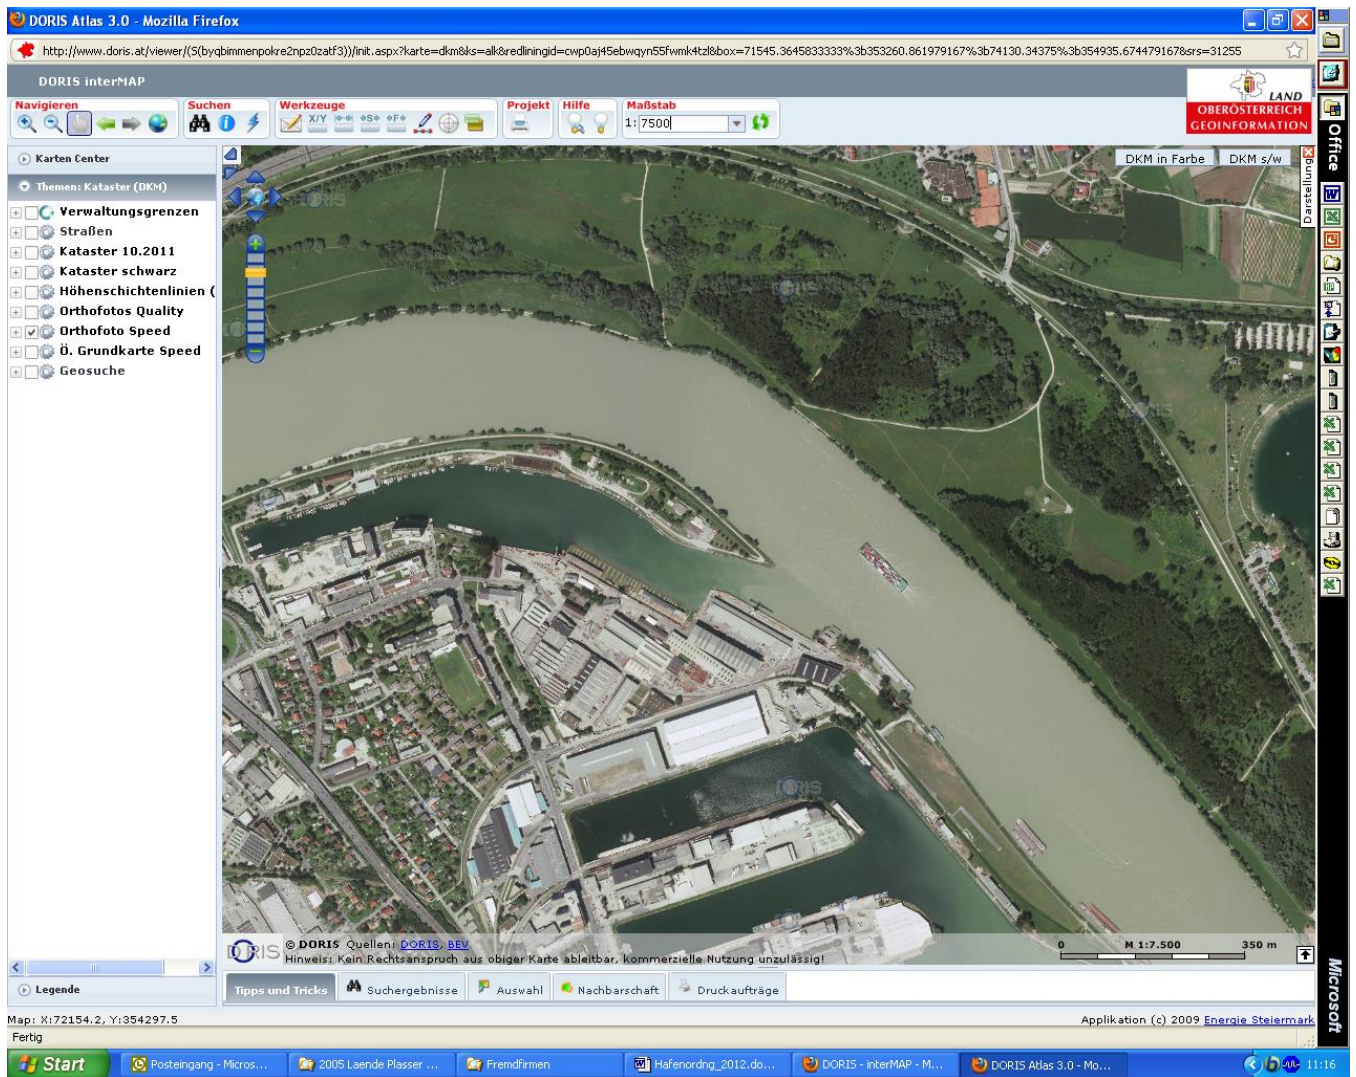 DORIS Atlas 3.0 - Mozilla Firefox
http://www.doris.at/viewer/(S(byqbimmenpokre2npz0zatf3))/init.aspx?karte=dkm&ks=alk&redliningid=cwp0aj45ebwqyn55fwmk4tzl&box=71545.3645833333%3b353260.861979167%3b74130.34375%3b354935.674479167&srs=31255
DORIS interMAP
LAND
OBERÖSTERREICH
GEOINFORMATION
Navigieren
Suchen
Werkzeuge
Projekt
Hilfe
Maßstab
X/Y
*S*
*F*
1: 7500
Karten Center
Themen: Kataster (DKM)
Verwaltungsgrenzen
Straßen
Kataster 10.2011
Kataster schwarz
Höhenschichtenlinien (
Orthofotos Quality
Orthofoto Speed
Ö. Grundkarte Speed
Geosuche
DKM in Farbe
DKM s/w
Darstellung
DORIS
DORIS
DORIS
DORIS
DORIS
© DORIS Quellen: DORIS, BEV
Hinweis: Kein Rechtsanspruch aus obiger Karte ableitbar, kommerzielle Nutzung unzulässig!
0 M 1:7.500 350 m
Legende
Tipps und Tricks
Suchergebnisse
Auswahl
Nachbarschaft
Druckaufträge
Map: X:72154.2, Y:354297.5
Applikation (c) 2009 Energie Steiermark
Fertig
Office
Microsoft
Start
Posteingang - Micros...
2005 Laende Plasser ...
Fremdfirmen
Hafenordng_2012.do...
DORIS - interMAP - M...
DORIS Atlas 3.0 - Mo...
11:16